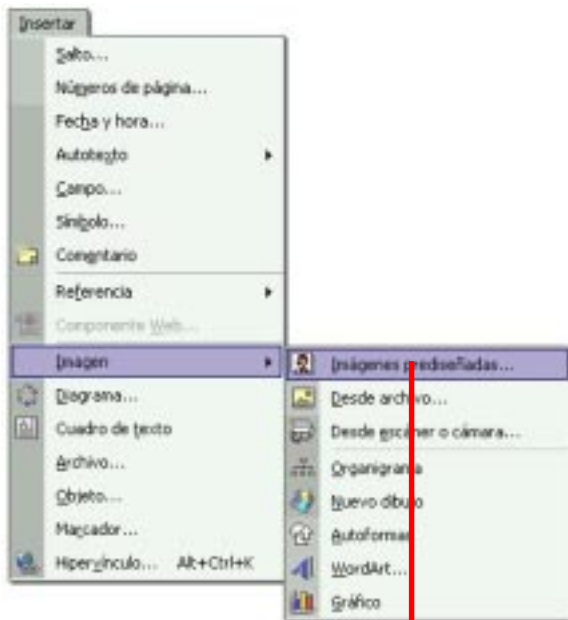 Insertar
Salto...
Números de página...
Fecha y hora...
Autotexto
Campo...
Símbolo...
Comentario
Referencia
Componente Web...
Imagen
Diagrama...
Cuadro de texto
Archivo...
Objeto...
Marcador...
Hipervínculo... Alt+Ctrl+K
Imágenes prediseñadas...
Desde archivo...
Desde escáner o cámara...
Organigrama
Nuevo dibujo
Autoformas
WordArt...
Gráfico